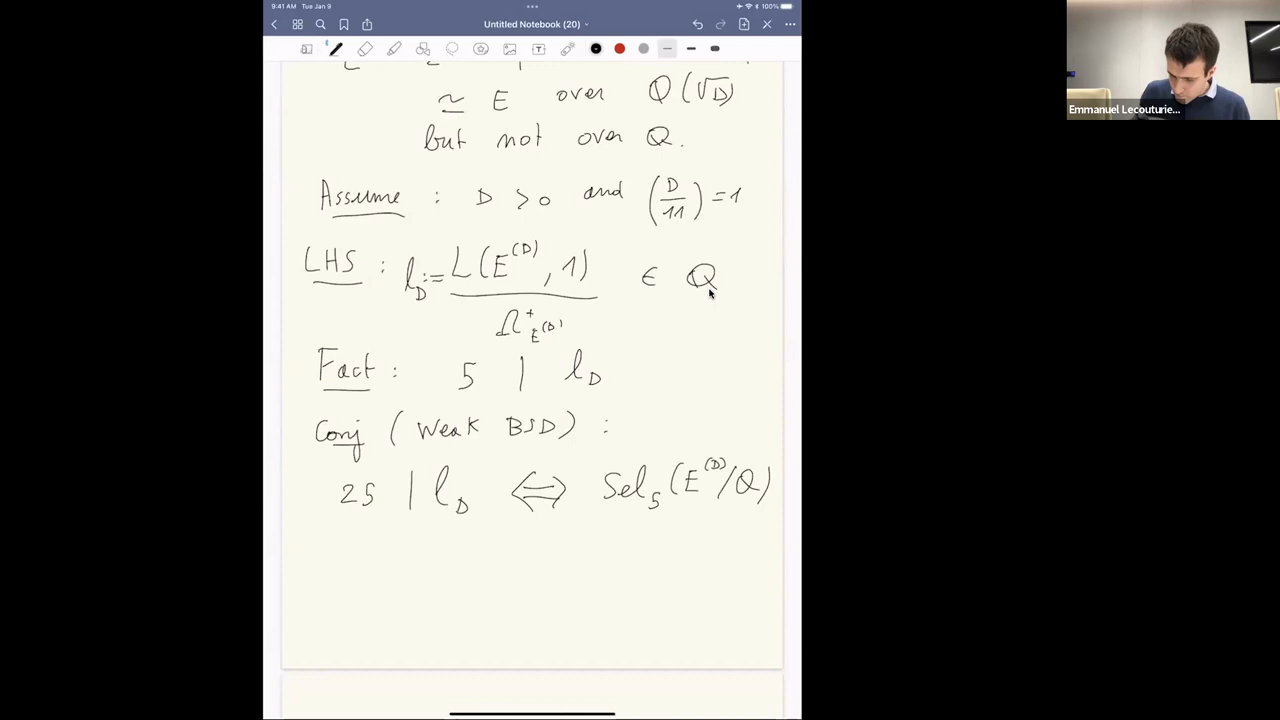 9:41 AM Tue Jan 9
100%
Untitled Notebook (20)
≃ E over Q(√D)
but not over Q.
Assume : D > 0 and (D/11) = 1
LHS : l_D := L(E^(D), 1) / Ω^+_{E^(D)} ∈ Q
Fact : 5 | l_D
Conj (Weak BSD) :
25 | l_D ⟺ Sel_5 (E^(D)/Q)
Emmanuel Lecouturie...